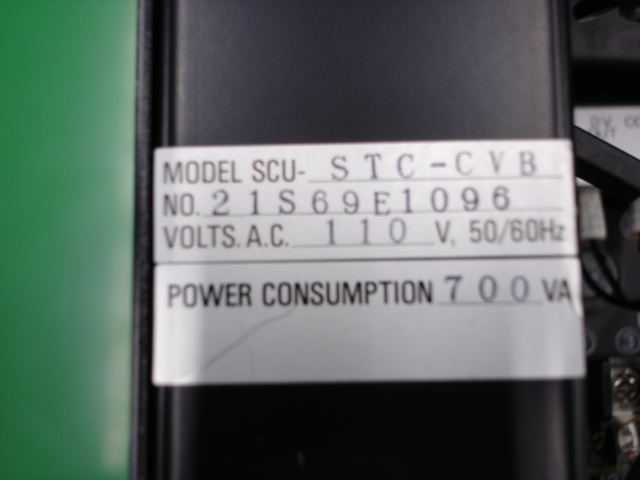 MODEL SCU- STC-CVB
NO. 21S69E1096
VOLTS. A.C. 110 V, 50/60Hz
POWER CONSUMPTION 700 VA